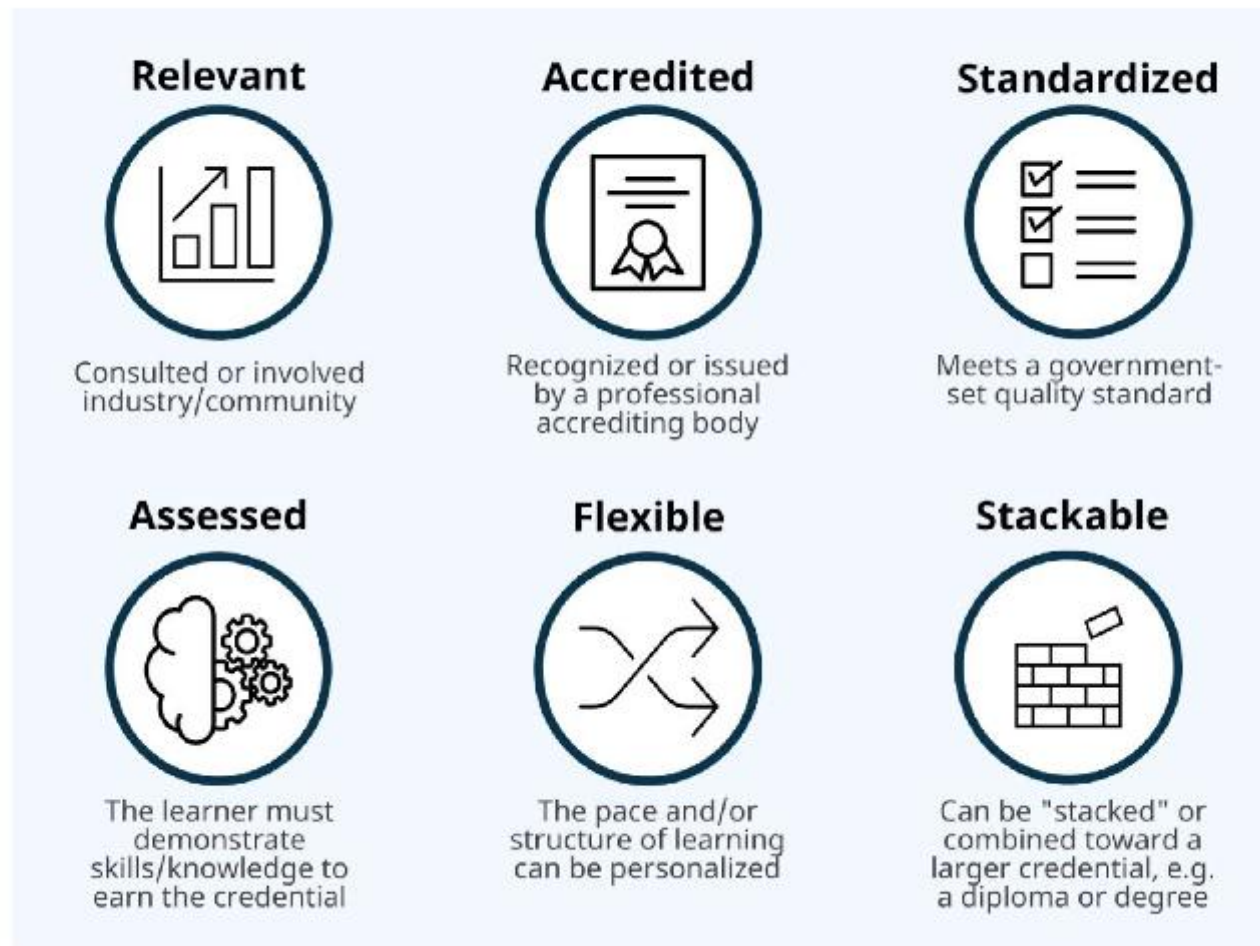 Relevant
Consulted or involved
industry/community
Accredited
Recognized or issued
by a professional
accrediting body
Standardized
Meets a government-
set quality standard
Assessed
The learner must
demonstrate
skills/knowledge to
earn the credential
Flexible
The pace and/or
structure of learning
can be personalized
Stackable
Can be "stacked" or
combined toward a
larger credential, e.g.
a diploma or degree